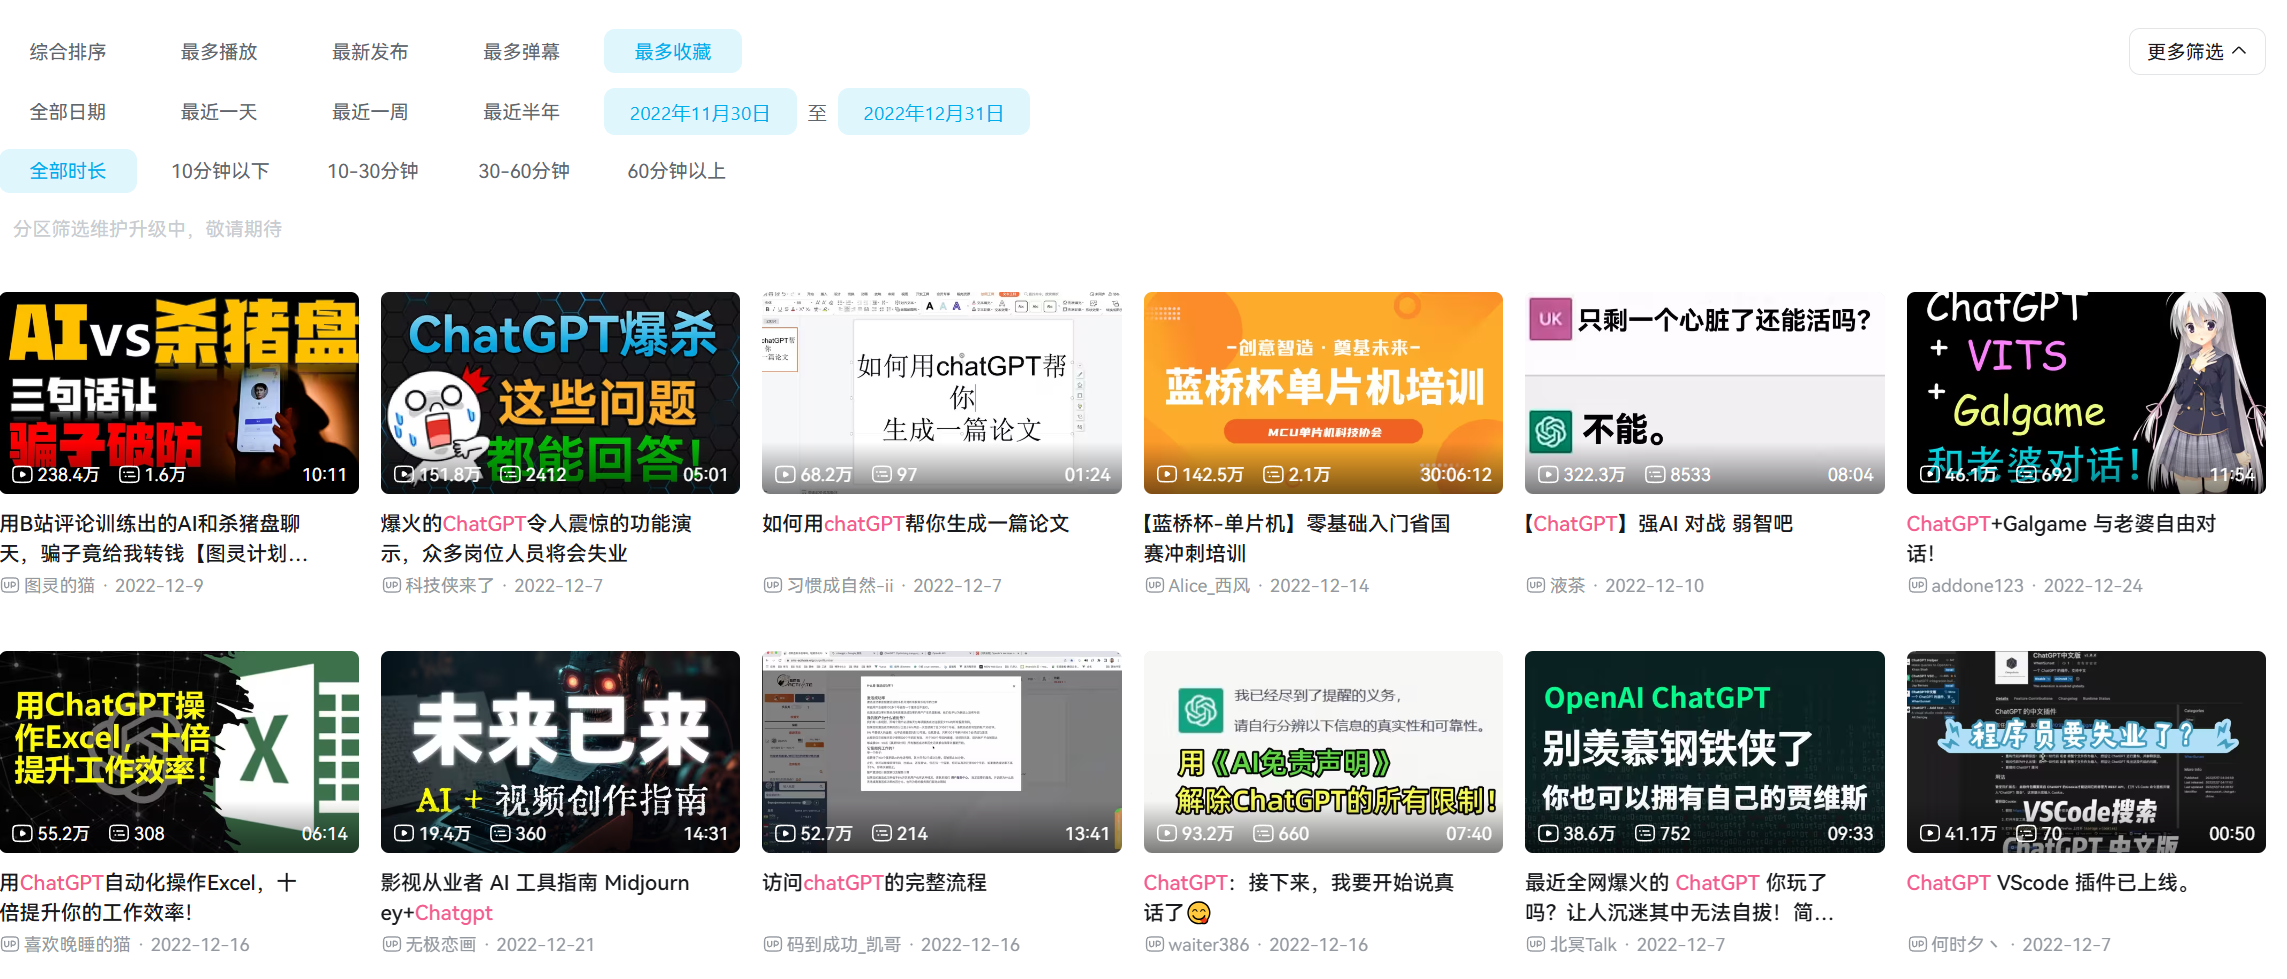 综合排序 最多播放 最新发布 最多弹幕 最多收藏 更多筛选
全部日期 最近一天 最近一周 最近半年 2022年11月30日 至 2022年12月31日
全部时长 10分钟以下 10-30分钟 30-60分钟 60分钟以上
分区筛选维护升级中，敬请期待
AI vs 杀猪盘
三句话让
骗子破防
238.4万 1.6万 10:11
用B站评论训练出的AI和杀猪盘聊
天，骗子竟给我转钱【图灵计划...
图灵的猫 · 2022-12-9
ChatGPT爆杀
这些问题
都能回答！
151.8万 2412 05:01
爆火的ChatGPT令人震惊的功能演
示，众多岗位人员将会失业
科技侠来了 · 2022-12-7
如何用chatGPT帮
你
生成一篇论文
68.2万 97 01:24
如何用chatGPT帮你生成一篇论文
习惯成自然-ii · 2022-12-7
-创意智造 · 奠基未来-
蓝桥杯单片机培训
MCU单片机科技协会
142.5万 2.1万 30:06:12
【蓝桥杯-单片机】零基础入门省国
赛冲刺培训
Alice_西风 · 2022-12-14
UK 只剩一个心脏了还能活吗？
不能。
322.3万 8533 08:04
【ChatGPT】强AI 对战 弱智吧
液茶 · 2022-12-10
ChatGPT
+ VITS
+ Galgame
和老婆对话！
46.1万 692 11:54
ChatGPT+Galgame 与老婆自由对
话！
addone123 · 2022-12-24
用ChatGPT操
作Excel，十倍
提升工作效率！
55.2万 308 06:14
用ChatGPT自动化操作Excel，十
倍提升你的工作效率！
喜欢晚睡的猫 · 2022-12-16
未来已来
AI + 视频创作指南
19.4万 360 14:31
影视从业者 AI 工具指南 Midjourn
ey+Chatgpt
无极恋画 · 2022-12-21
52.7万 214 13:41
访问chatGPT的完整流程
码到成功_凯哥 · 2022-12-16
我已经尽到了提醒的义务，
请自行分辨以下信息的真实性和可靠性。
用《AI免责声明》
解除ChatGPT的所有限制！
93.2万 660 07:40
ChatGPT：接下来，我要开始说真
话了😋
waiter386 · 2022-12-16
OpenAI ChatGPT
别羡慕钢铁侠了
你也可以拥有自己的贾维斯
38.6万 752 09:33
最近全网爆火的 ChatGPT 你玩了
吗？让人沉迷其中无法自拔！简...
北冥Talk · 2022-12-7
ChatGPT中文版
ChatGPT 的中文插件
程序员要失业了？
VSCode搜索
ChatGPT 中文版
41.1万 70 00:50
ChatGPT VScode 插件已上线。
何时夕丶 · 2022-12-7